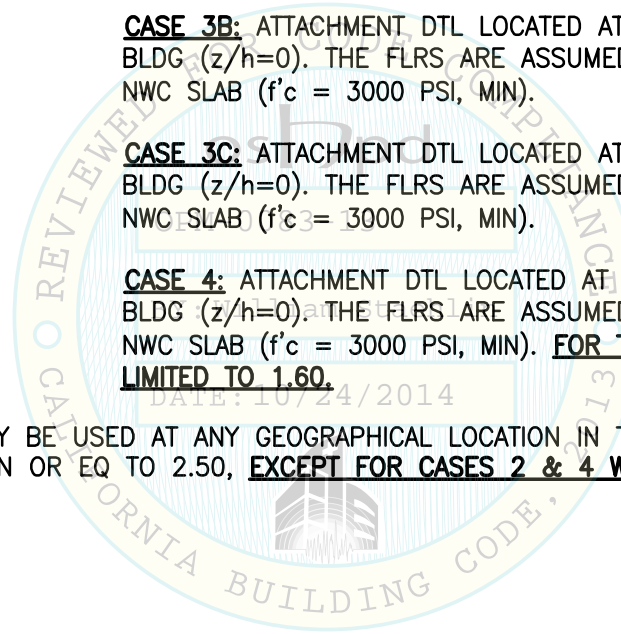 CASE 3B: ATTACHMENT DTL LOCATED AT
BLDG (z/h=0). THE FLRS ARE ASSUMED
NWC SLAB (f'c = 3000 PSI, MIN).
CASE 3C: ATTACHMENT DTL LOCATED AT
BLDG (z/h=0). THE FLRS ARE ASSUMED
NWC SLAB (f'c = 3000 PSI, MIN).
CASE 4: ATTACHMENT DTL LOCATED AT
BLDG (z/h=0). THE FLRS ARE ASSUMED
NWC SLAB (f'c = 3000 PSI, MIN). FOR
LIMITED TO 1.60.
Y BE USED AT ANY GEOGRAPHICAL LOCATION IN
N OR EQ TO 2.50, EXCEPT FOR CASES 2 & 4 W
REVIEWED FOR CODE COMPLIANCE
oshpd
DATE: 10/24/2014
CALIFORNIA BUILDING CODE, 2013